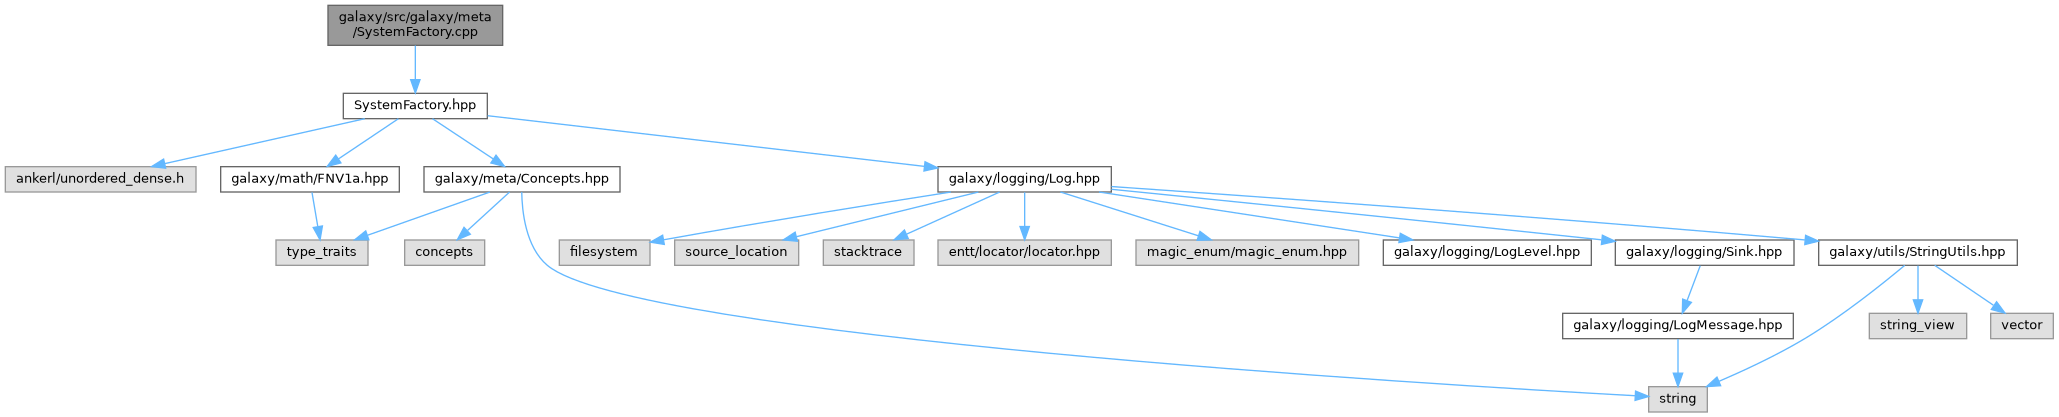 galaxy/src/galaxy/meta
/SystemFactory.cpp
SystemFactory.hpp
ankerl/unordered_dense.h
galaxy/math/FNV1a.hpp
galaxy/meta/Concepts.hpp
galaxy/logging/Log.hpp
type_traits
concepts
filesystem
source_location
stacktrace
entt/locator/locator.hpp
magic_enum/magic_enum.hpp
galaxy/logging/LogLevel.hpp
galaxy/logging/Sink.hpp
galaxy/utils/StringUtils.hpp
galaxy/logging/LogMessage.hpp
string_view
vector
string